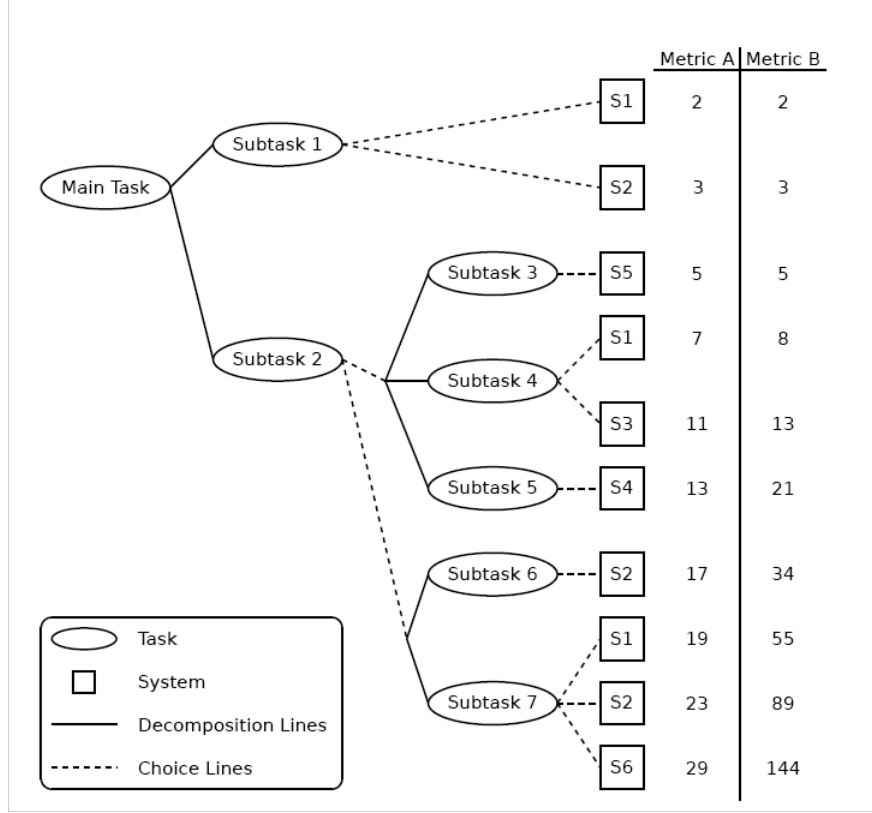 Metric A Metric B
S1 2 2
Subtask 1
Main Task
S2 3 3
Subtask 3 S5 5 5
S1 7 8
Subtask 2
Subtask 4
S3 11 13
Subtask 5 S4 13 21
Subtask 6 S2 17 34
S1 19 55
Subtask 7 S2 23 89
S6 29 144
Task
System
Decomposition Lines
Choice Lines